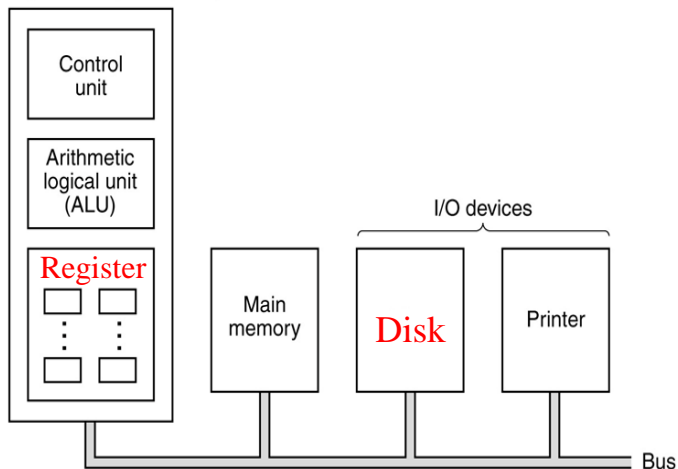 Control
unit
Arithmetic
logical unit
(ALU)
Register
I/O devices
Main
memory
Disk
Printer
Bus